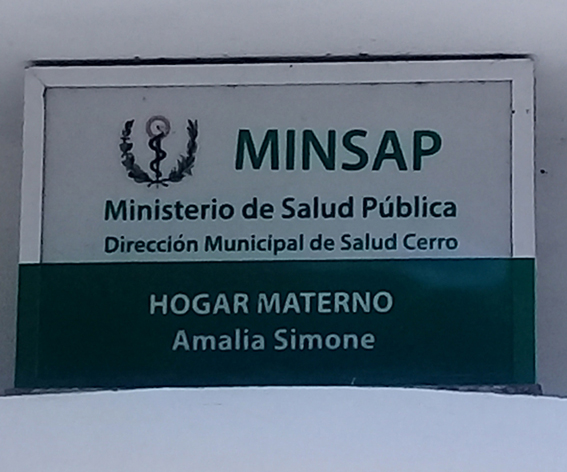 MINSAP
Ministerio de Salud Pública
Dirección Municipal de Salud Cerro
HOGAR MATERNO
Amalia Simone